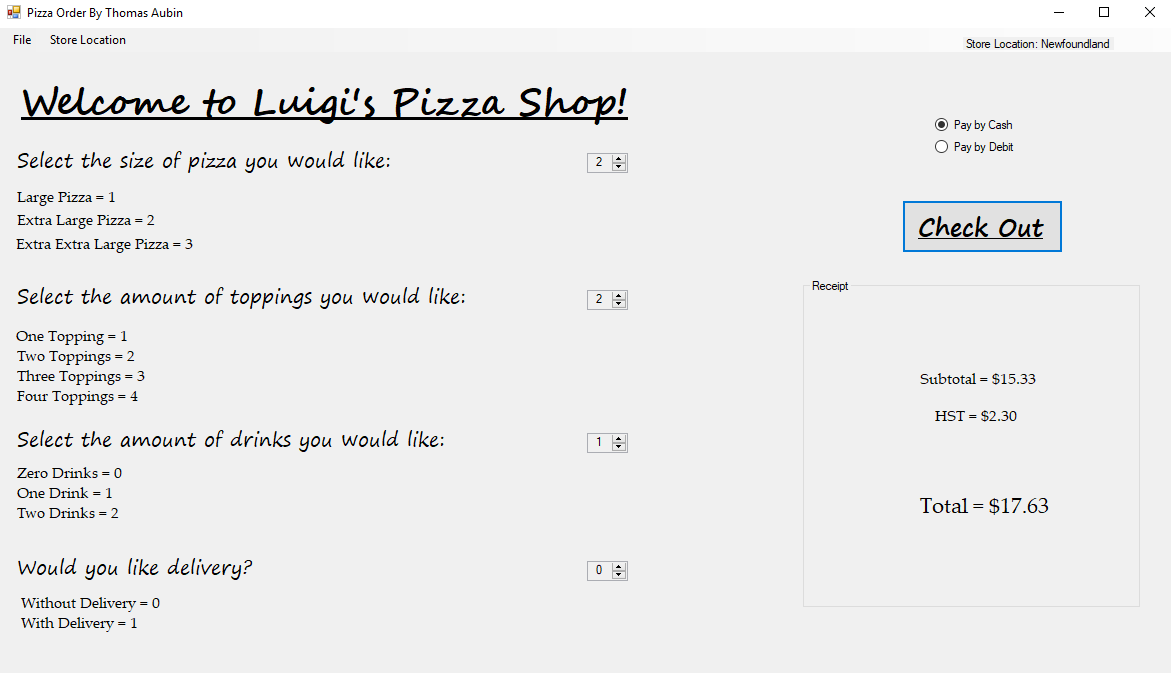 Pizza Order By Thomas Aubin
File Store Location
Store Location: Newfoundland
Welcome to Luigi's Pizza Shop!
Select the size of pizza you would like: 2
Large Pizza = 1
Extra Large Pizza = 2
Extra Extra Large Pizza = 3
Select the amount of toppings you would like: 2
One Topping = 1
Two Toppings = 2
Three Toppings = 3
Four Toppings = 4
Select the amount of drinks you would like: 1
Zero Drinks = 0
One Drink = 1
Two Drinks = 2
Would you like delivery? 0
Without Delivery = 0
With Delivery = 1
Pay by Cash
Pay by Debit
Check Out
Receipt
Subtotal = $15.33
HST = $2.30
Total = $17.63